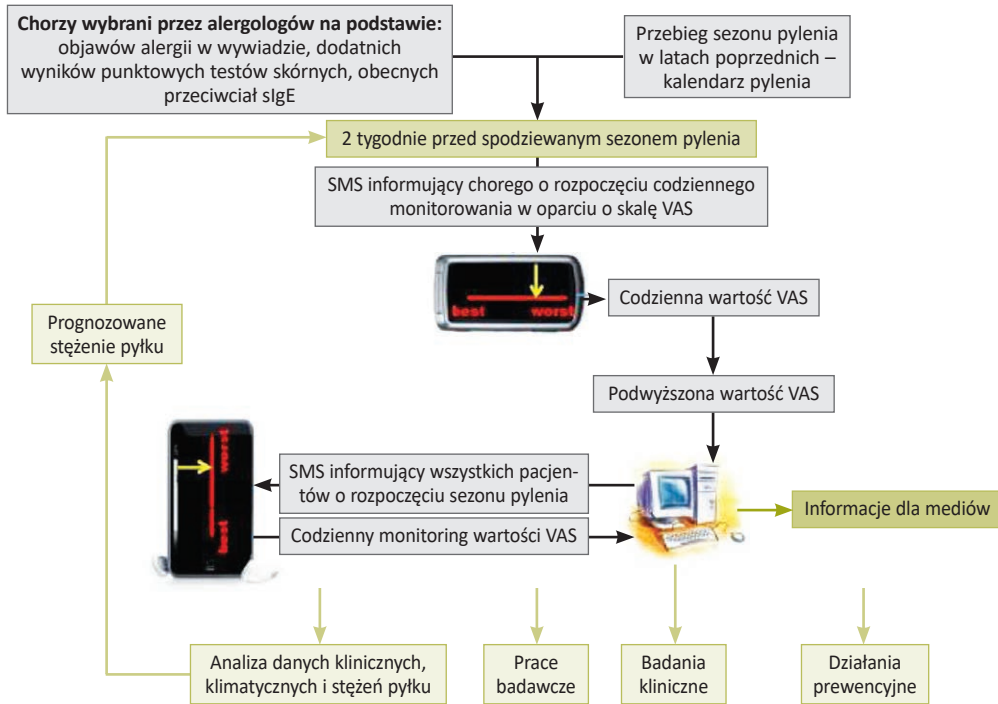 Chorzy wybrani przez alergologów na podstawie:
objawów alergii w wywiadzie, dodatnich
wyników punktowych testów skórnych, obecnych
przeciwciał sIgE
Przebieg sezonu pylenia
w latach poprzednich –
kalendarz pylenia
2 tygodnie przed spodziewanym sezonem pylenia
SMS informujący chorego o rozpoczęciu codziennego
monitorowania w oparciu o skalę VAS
best worst
Codzienna wartość VAS
Prognozowane
stężenie pyłku
Podwyższona wartość VAS
worst
best
SMS informujący wszystkich pacjen-
tów o rozpoczęciu sezonu pylenia
Codzienny monitoring wartości VAS
Informacje dla mediów
Analiza danych klinicznych,
klimatycznych i stężeń pyłku
Prace
badawcze
Badania
kliniczne
Działania
prewencyjne